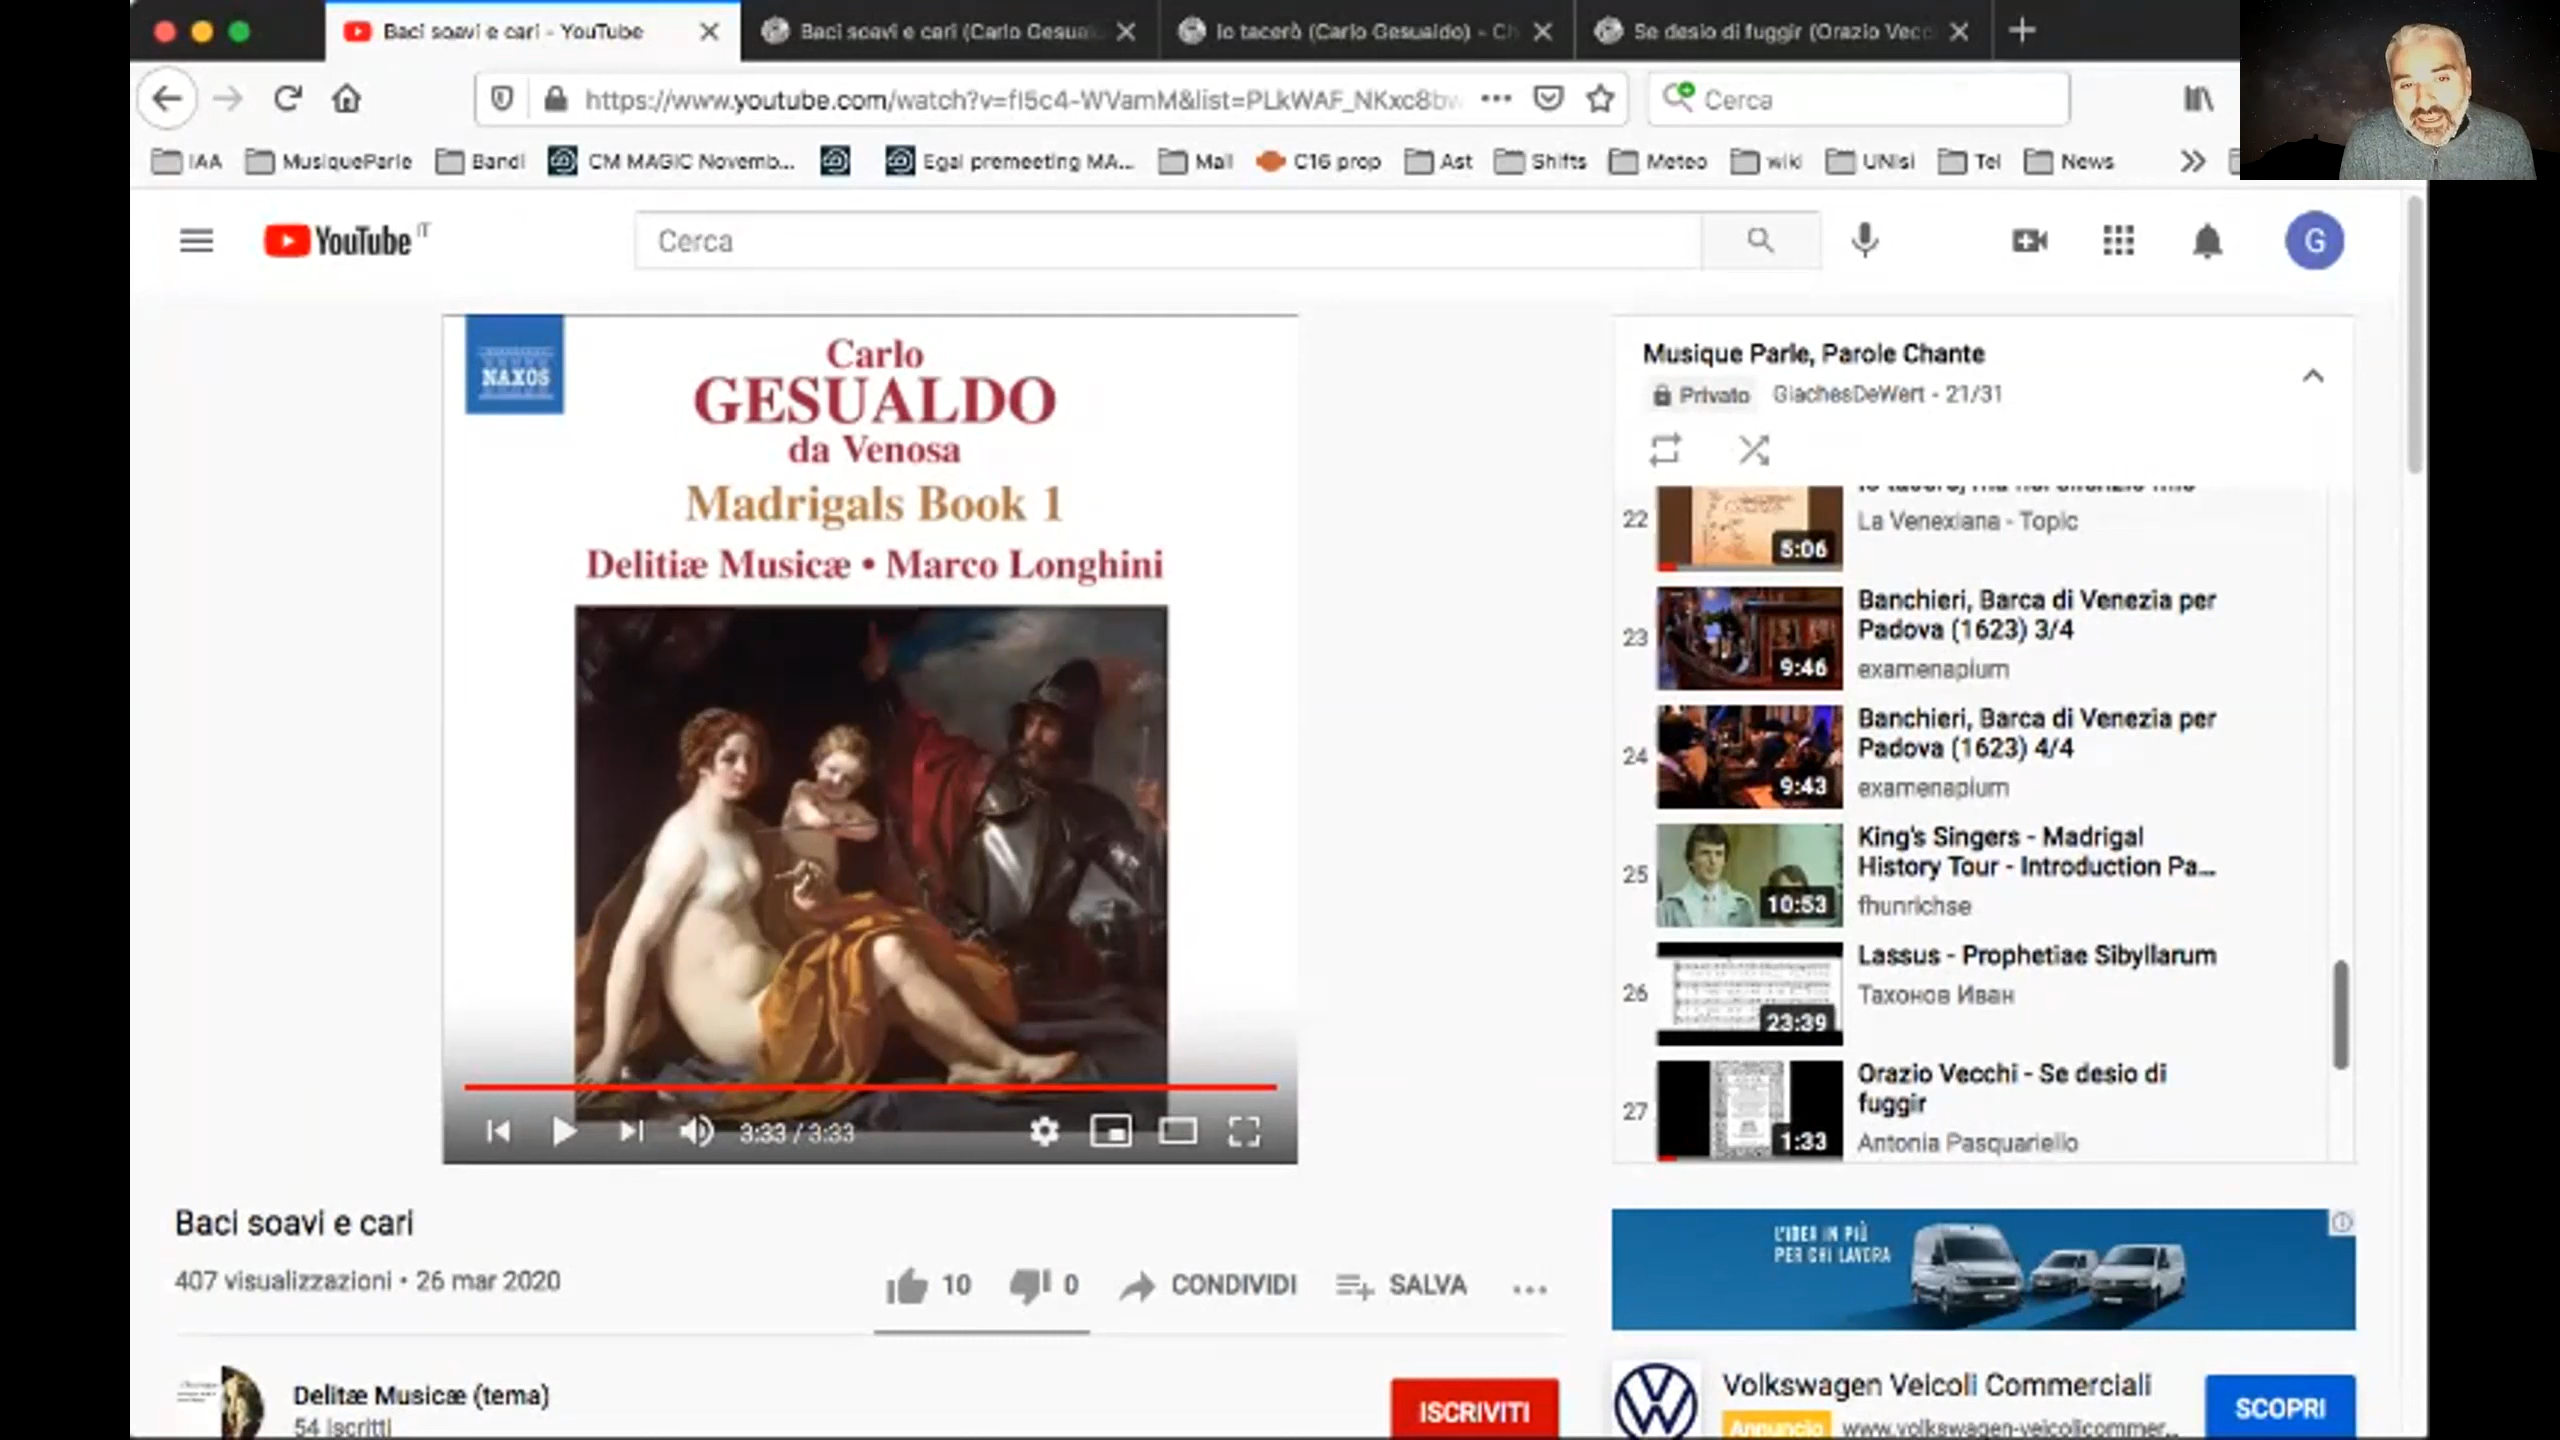 Baci soavi e cari - YouTube
Baci soavi e cari (Carlo Gesual
Io tacerò (Carlo Gesualdo) - Ch
Se desio di fuggir (Orazio Vecc
https://www.youtube.com/watch?v=fI5c4-WVamM&list=PLkWAF_NKxc8bw
Cerca
IAA
MusiqueParle
Bandi
CM MAGIC Novemb...
Egal premeeting MA...
Mail
C16 prop
Ast
Shifts
Meteo
wiki
UNIsi
Tel
News
YouTube IT
Cerca
G
NAXOS
Carlo
GESUALDO
da Venosa
Madrigals Book 1
Delitiæ Musicæ • Marco Longhini
3:33 / 3:33
Musique Parle, Parole Chante
Privato GiachesDeWert - 21/31
22
La Venexiana - Topic
5:06
23
Banchieri, Barca di Venezia per
Padova (1623) 3/4
examenapium
9:46
24
Banchieri, Barca di Venezia per
Padova (1623) 4/4
examenapium
9:43
25
King's Singers - Madrigal
History Tour - Introduction Pa...
fhunrichse
10:53
26
Lassus - Prophetiae Sibyllarum
Тахонов Иван
23:39
27
Orazio Vecchi - Se desio di
fuggir
Antonia Pasquariello
1:33
Baci soavi e cari
407 visualizzazioni • 26 mar 2020
10
0
CONDIVIDI
SALVA
Delitæ Musicæ (tema)
54 iscritti
ISCRIVITI
L'IDEA IN PIÙ
PER CHI LAVORA
Volkswagen Veicoli Commerciali
Annuncio www.volkswagen-veicolicommer...
SCOPRI